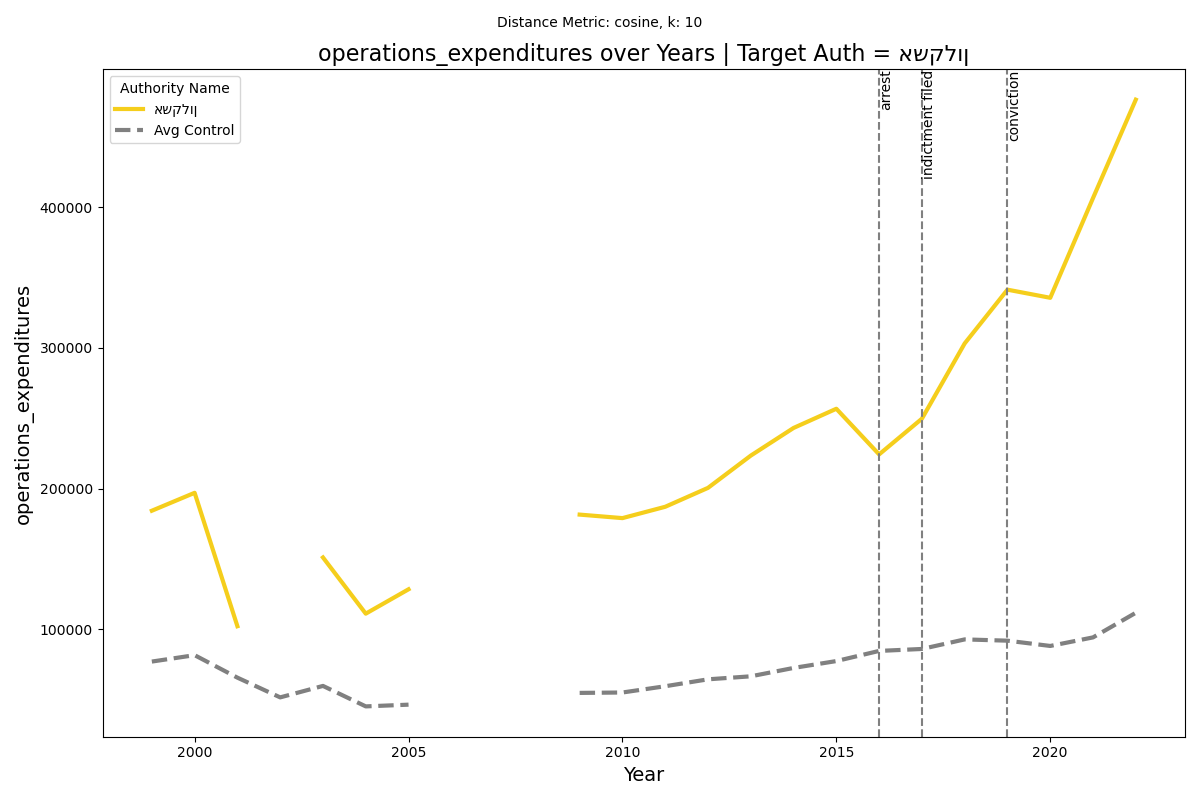 Distance Metric: cosine, k: 10
operations_expenditures over Years | Target Auth = אשקלון
Authority Name
אשקלון
Avg Control
arrest
indictment filed
conviction
operations_expenditures
400000
300000
200000
100000
2000
2005
2010
2015
2020
Year